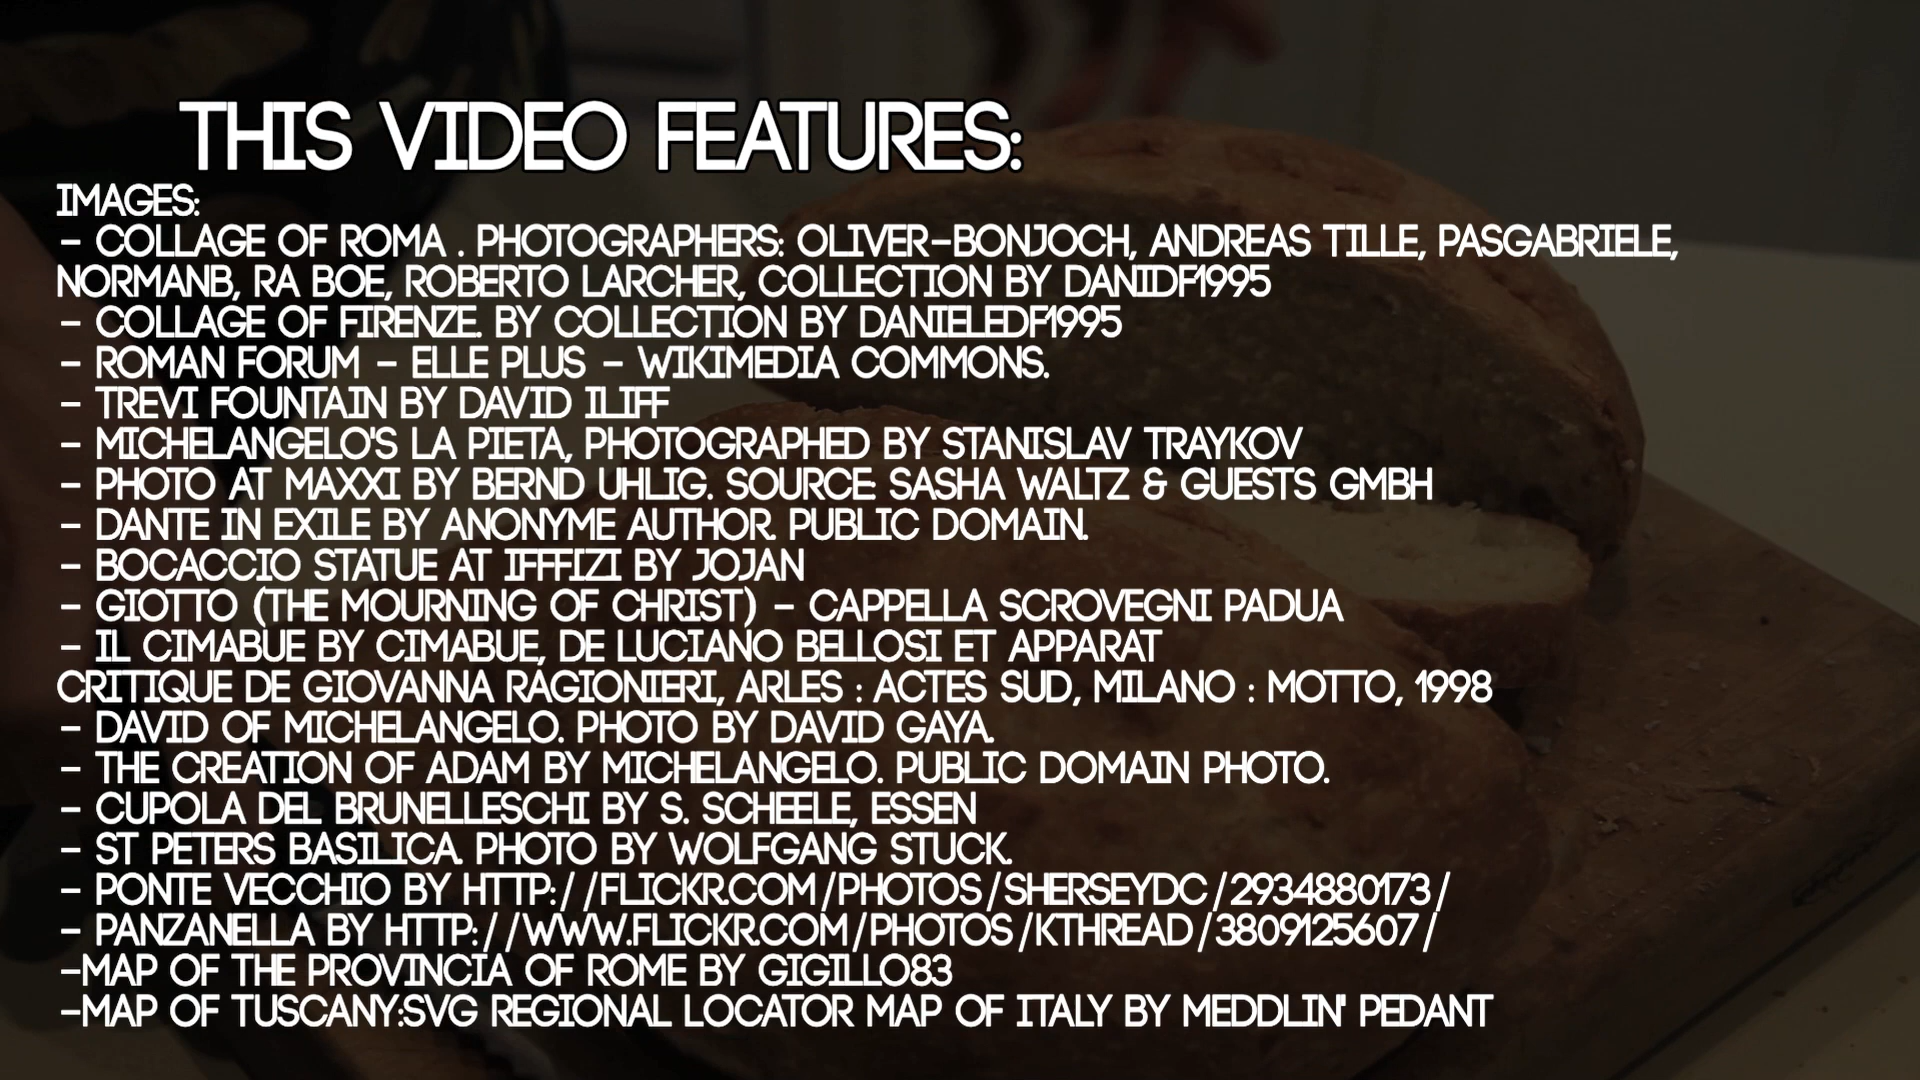 THIS VIDEO FEATURES:
IMAGES:
- COLLAGE OF ROMA . PHOTOGRAPHERS: OLIVER-BONJOCH, ANDREAS TILLE, PASGABRIELE,
NORMANB, RA BOE, ROBERTO LARCHER, COLLECTION BY DANIDF1995
- COLLAGE OF FIRENZE. BY COLLECTION BY DANIELEDF1995
- ROMAN FORUM - ELLE PLUS - WIKIMEDIA COMMONS.
- TREVI FOUNTAIN BY DAVID ILIFF
- MICHELANGELO'S LA PIETA, PHOTOGRAPHED BY STANISLAV TRAYKOV
- PHOTO AT MAXXI BY BERND UHLIG. SOURCE: SASHA WALTZ & GUESTS GMBH
- DANTE IN EXILE BY ANONYME AUTHOR. PUBLIC DOMAIN.
- BOCACCIO STATUE AT IFFFIZI BY JOJAN
- GIOTTO (THE MOURNING OF CHRIST) - CAPPELLA SCROVEGNI PADUA
- IL CIMABUE BY CIMABUE, DE LUCIANO BELLOSI ET APPARAT
CRITIQUE DE GIOVANNA RAGIONIERI, ARLES : ACTES SUD, MILANO : MOTTO, 1998
- DAVID OF MICHELANGELO. PHOTO BY DAVID GAYA.
- THE CREATION OF ADAM BY MICHELANGELO. PUBLIC DOMAIN PHOTO.
- CUPOLA DEL BRUNELLESCHI BY S. SCHEELE, ESSEN
- ST PETERS BASILICA. PHOTO BY WOLFGANG STUCK.
- PONTE VECCHIO BY HTTP://FLICKR.COM/PHOTOS/SHERSEYDC/2934880173/
- PANZANELLA BY HTTP://WWW.FLICKR.COM/PHOTOS/KTHREAD/3809125607/
-MAP OF THE PROVINCIA OF ROME BY GIGILLO83
-MAP OF TUSCANY:SVG REGIONAL LOCATOR MAP OF ITALY BY MEDDLIN' PEDANT